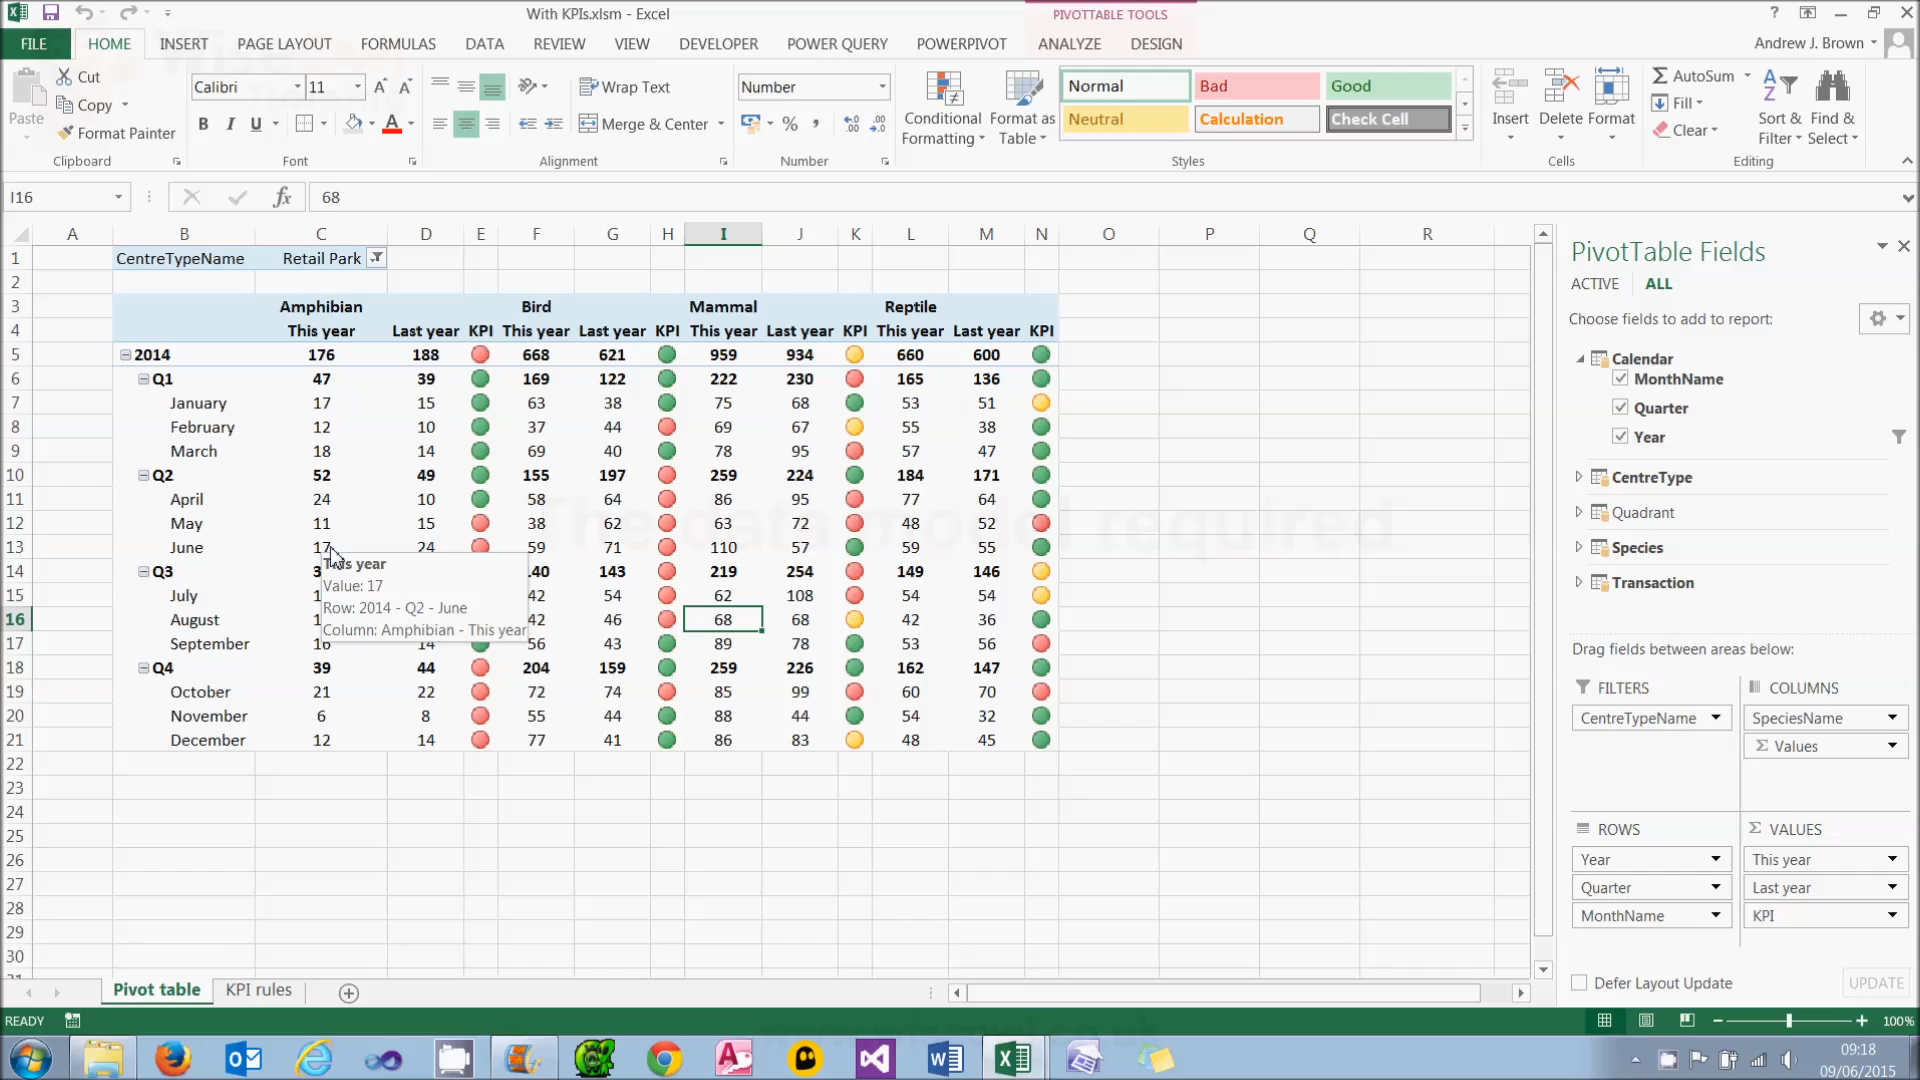 With KPIs.xlsm - Excel
PIVOTTABLE TOOLS
FILE HOME INSERT PAGE LAYOUT FORMULAS DATA REVIEW VIEW DEVELOPER POWER QUERY POWERPIVOT ANALYZE DESIGN Andrew J. Brown
Paste
Cut
Copy
Format Painter
Clipboard
Calibri 11
B I U
Font
Wrap Text
Merge & Center
Alignment
Number
%
Number
Conditional Formatting
Format as Table
Normal Bad Good
Neutral Calculation Check Cell
Styles
Insert Delete Format
Cells
AutoSum
Fill
Clear
Sort & Filter
Find & Select
Editing
I16 fx 68
A B C D E F G H I J K L M N O P Q R
1 CentreTypeName Retail Park
2
3 Amphibian Bird Mammal Reptile
4 This year Last year KPI This year Last year KPI This year Last year KPI This year Last year KPI
5 2014 176 188 668 621 959 934 660 600
6 Q1 47 39 169 122 222 230 165 136
7 January 17 15 63 38 75 68 53 51
8 February 12 10 37 44 69 67 55 38
9 March 18 14 69 40 78 95 57 47
10 Q2 52 49 155 197 259 224 184 171
11 April 24 10 58 64 86 95 77 64
12 May 11 15 38 62 63 72 48 52
13 June 17 24 59 71 110 57 59 55
14 Q3 3 40 143 219 254 149 146
15 July 1 42 54 62 108 54 54
16 August 1 42 46 68 68 42 36
17 September 16 14 56 43 89 78 53 56
18 Q4 39 44 204 159 259 226 162 147
19 October 21 22 72 74 85 99 60 70
20 November 6 8 55 44 88 44 54 32
21 December 12 14 77 41 86 83 48 45
22
23
24
25
26
27
28
29
30
This year
Value: 17
Row: 2014 - Q2 - June
Column: Amphibian - This year
The data model required
PivotTable Fields
ACTIVE ALL
Choose fields to add to report:
Calendar
MonthName
Quarter
Year
CentreType
Quadrant
Species
Transaction
Drag fields between areas below:
FILTERS
CentreTypeName
COLUMNS
SpeciesName
Σ Values
ROWS
Year
Quarter
MonthName
Σ VALUES
This year
Last year
KPI
Defer Layout Update UPDATE
Pivot table KPI rules
READY 100%
09:18
09/06/2015